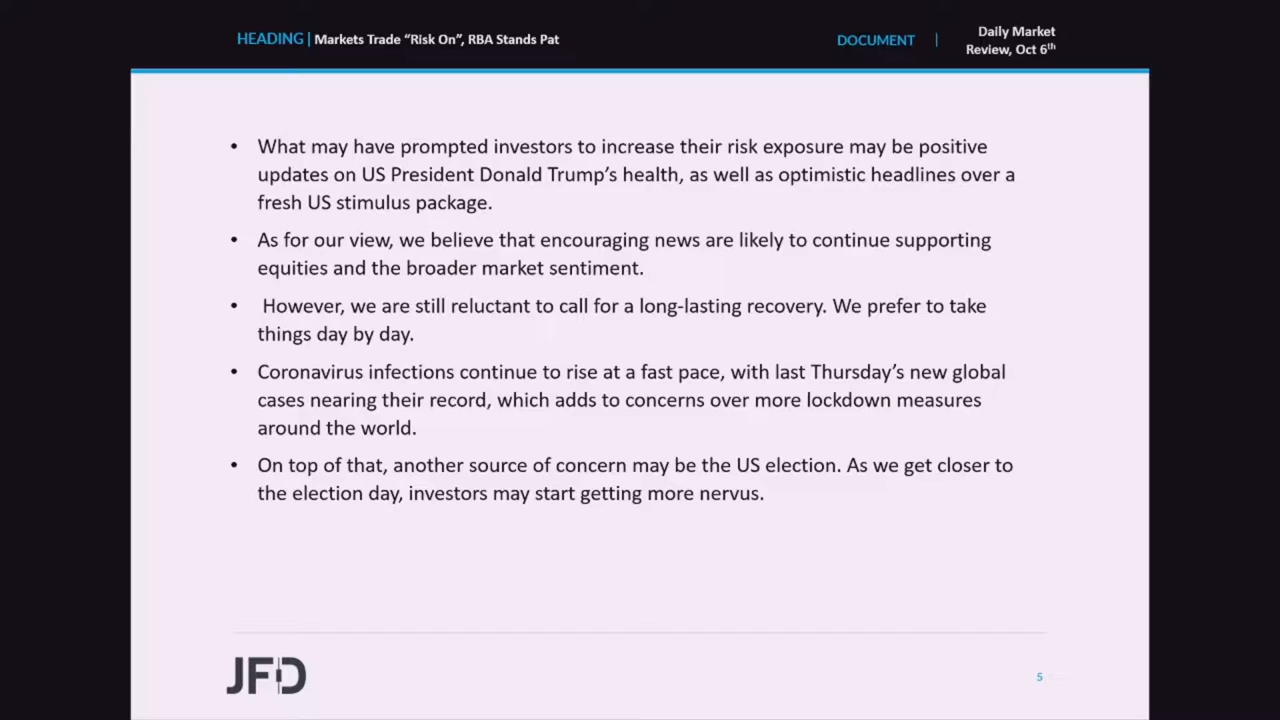 HEADING | Markets Trade “Risk On”, RBA Stands Pat
DOCUMENT | Daily Market
Review, Oct 6th
• What may have prompted investors to increase their risk exposure may be positive
updates on US President Donald Trump’s health, as well as optimistic headlines over a
fresh US stimulus package.
• As for our view, we believe that encouraging news are likely to continue supporting
equities and the broader market sentiment.
• However, we are still reluctant to call for a long-lasting recovery. We prefer to take
things day by day.
• Coronavirus infections continue to rise at a fast pace, with last Thursday’s new global
cases nearing their record, which adds to concerns over more lockdown measures
around the world.
• On top of that, another source of concern may be the US election. As we get closer to
the election day, investors may start getting more nervus.
JFD
5